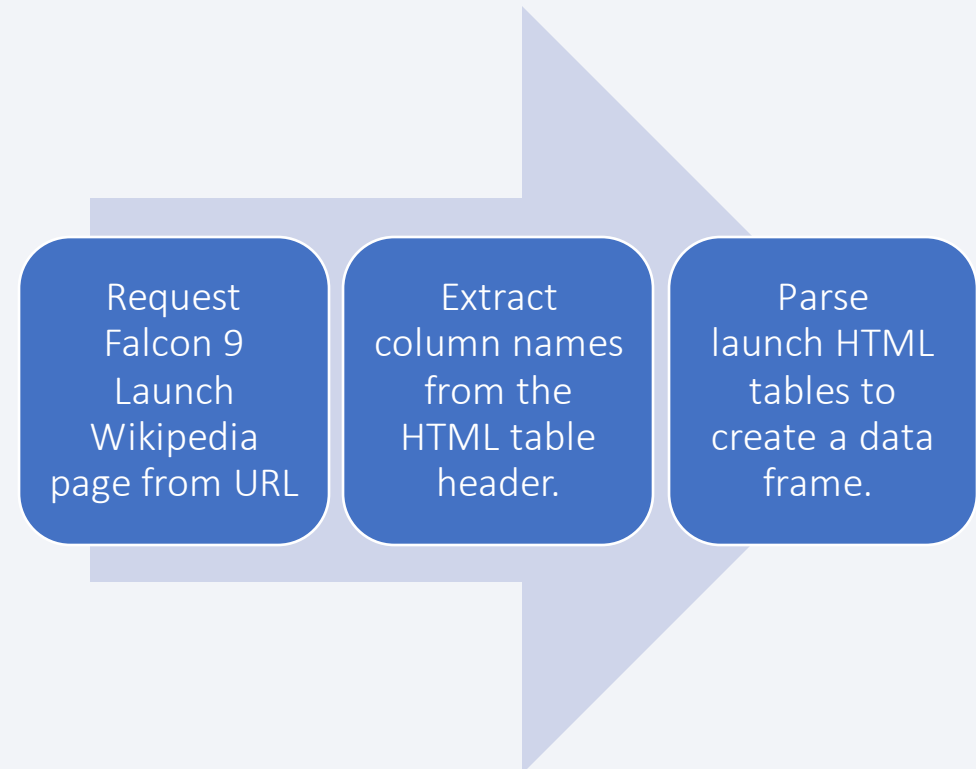 Request
Falcon 9
Launch
Wikipedia
page from URL
Extract
column names
from the
HTML table
header.
Parse
launch HTML
tables to
create a data
frame.